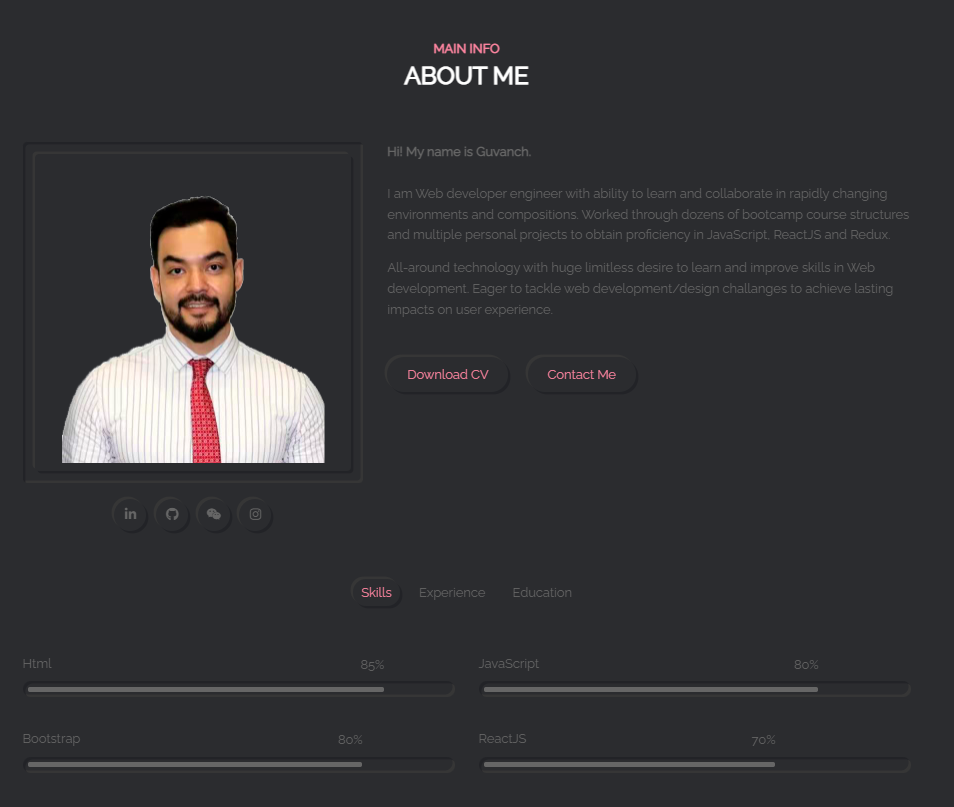 MAIN INFO
ABOUT ME
Hi! My name is Guvanch.
I am Web developer engineer with ability to learn and collaborate in rapidly changing
environments and compositions. Worked through dozens of bootcamp course structures
and multiple personal projects to obtain proficiency in JavaScript, ReactJS and Redux.
All-around technology with huge limitless desire to learn and improve skills in Web
development. Eager to tackle web development/design challanges to achieve lasting
impacts on user experience.
Download CV Contact Me
in
Skills Experience Education
Html 85% JavaScript 80%
Bootstrap 80% ReactJS 70%